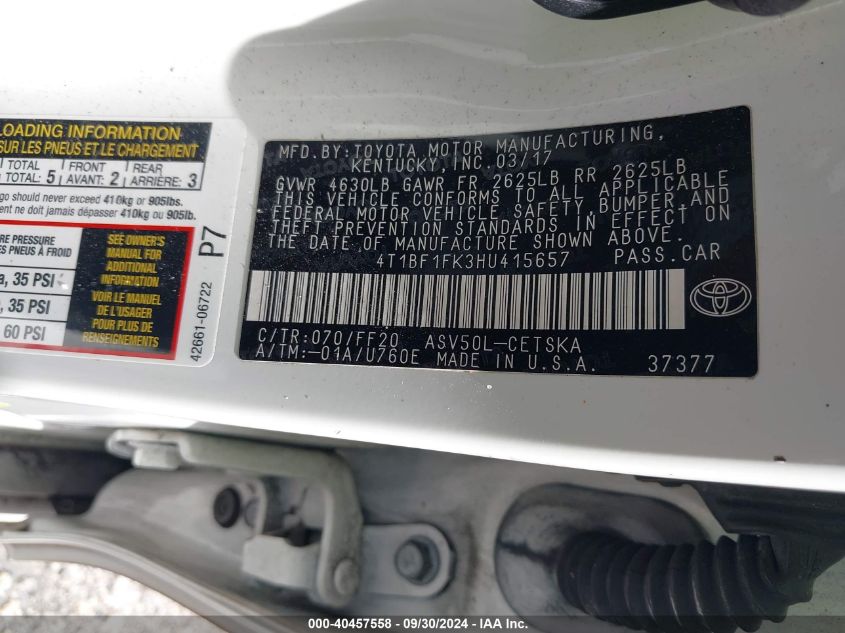 LOADING INFORMATION
SUR LES PNEUS ET LE CHARGEMENT
TOTAL FRONT REAR
TOTAL: 5 AVANT: 2 ARRIÈRE: 3
go should never exceed 410kg or 905lbs.
ent ne doit jamais dépasser 410kg ou 905lb.
E PRESSURE
ES PNEUS À FROID
, 35 PSI
, 35 PSI
60 PSI
SEE OWNER'S
MANUAL FOR
ADDITIONAL
INFORMATION
VOIR LE MANUEL
DE L'USAGER
POUR PLUS DE
RENSEIGNEMENTS
P7
42661-06722
MFD. BY: TOYOTA MOTOR MANUFACTURING,
KENTUCKY, INC. 03/17
GVWR 4630LB GAWR FR 2625LB RR 2625LB
THIS VEHICLE CONFORMS TO ALL APPLICABLE
FEDERAL MOTOR VEHICLE SAFETY, BUMPER, AND
THEFT PREVENTION STANDARDS IN EFFECT ON
THE DATE OF MANUFACTURE SHOWN ABOVE.
4T1BF1FK3HU415657 PASS.CAR
C/TR: 070/FF20 ASV50L-CETSKA
A/TM: -01A/U760E MADE IN U.S.A. 37377
000-40457558 - 09/30/2024 - IAA Inc.